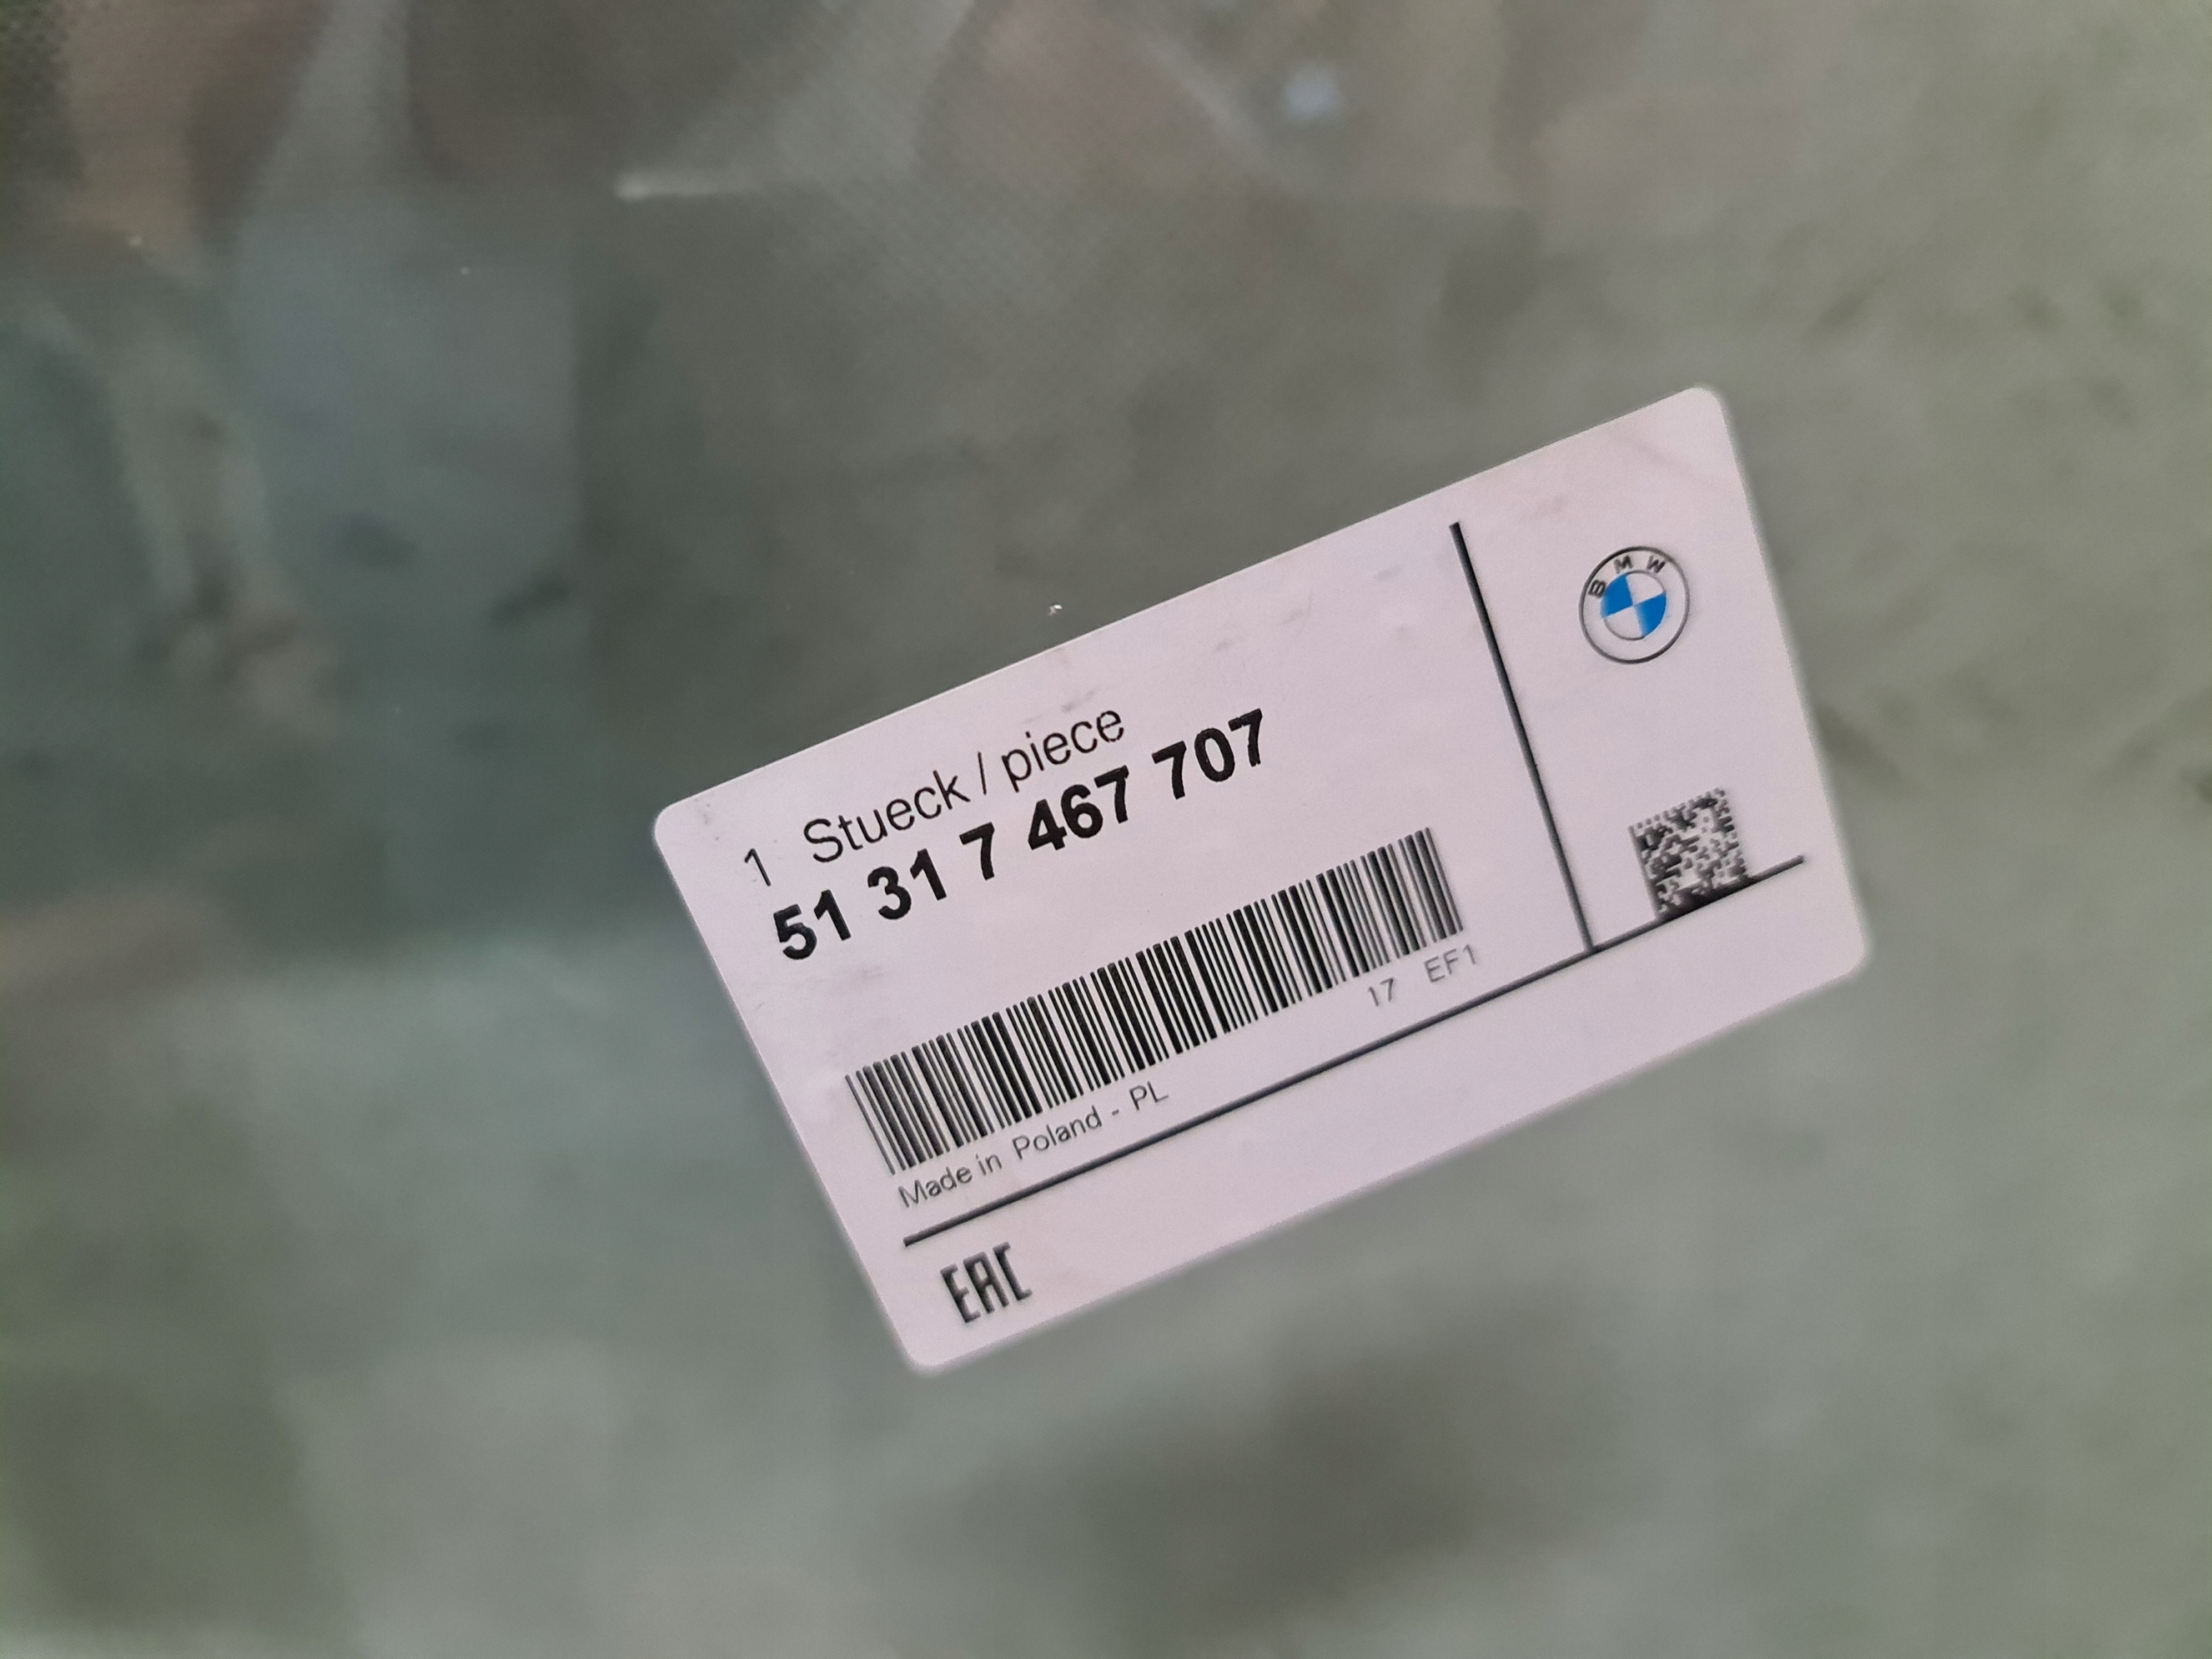 1 Stueck / piece
51 31 7 467 707
17 EF1
Made in Poland - PL
EAC
BMW